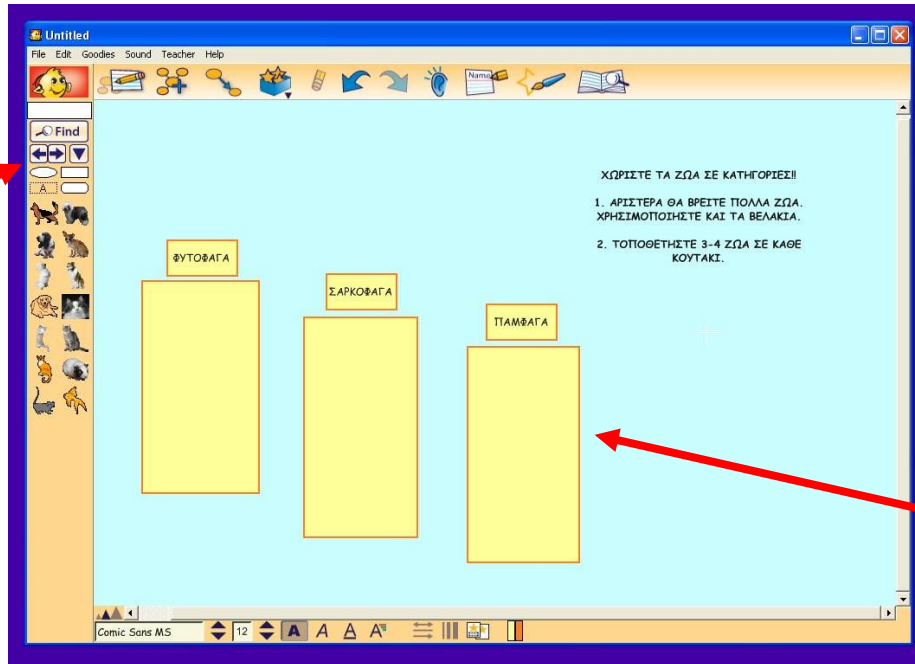 Untitled
File Edit Goodies Sound Teacher Help
Name
Find
A
ΧΩΡΙΣΤΕ ΤΑ ΖΩΑ ΣΕ ΚΑΤΗΓΟΡΙΕΣ!!
1. ΑΡΙΣΤΕΡΑ ΘΑ ΒΡΕΙΤΕ ΠΟΛΛΑ ΖΩΑ.
ΧΡΗΣΙΜΟΠΟΙΗΣΤΕ ΚΑΙ ΤΑ ΒΕΛΑΚΙΑ.
2. ΤΟΠΟΘΕΤΗΣΤΕ 3-4 ΖΩΑ ΣΕ ΚΑΘΕ
ΚΟΥΤΑΚΙ.
ΦΥΤΟΦΑΓΑ
ΣΑΡΚΟΦΑΓΑ
ΠΑΜΦΑΓΑ
Comic Sans MS 12 A A A A